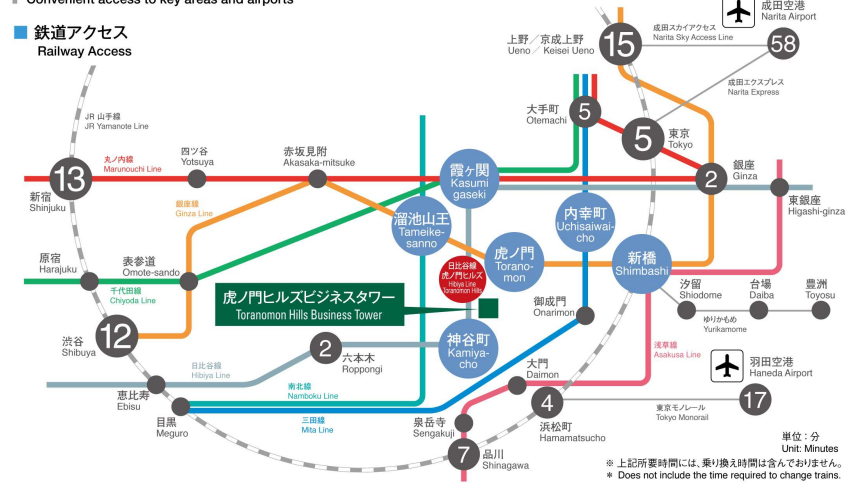 Convenient access to key areas and airports
鉄道アクセス
Railway Access
成田空港
Narita Airport
58
成田スカイアクセス
Narita Sky Access Line
成田エクスプレス
Narita Express
上野／京成上野
Ueno / Keisei Ueno
15
大手町
Otemachi
5
東京
Tokyo
5
JR 山手線
JR Yamanote Line
丸ノ内線
Marunouchi Line
13
新宿
Shinjuku
四ツ谷
Yotsuya
赤坂見附
Akasaka-mitsuke
霞ヶ関
Kasumi
gaseki
銀座
Ginza
2
東銀座
Higashi-ginza
銀座線
Ginza Line
溜池山王
Tameike-
sanno
内幸町
Uchisaiwai-
cho
虎ノ門
Torano-
mon
新橋
Shimbashi
原宿
Harajuku
表参道
Omote-sando
千代田線
Chiyoda Line
日比谷線
虎ノ門ヒルズ
Hibiya Line
Toranomon Hills
虎ノ門ヒルズビジネスタワー
Toranomon Hills Business Tower
御成門
Onarimon
汐留
Shiodome
台場
Daiba
豊洲
Toyosu
ゆりかもめ
Yurikamome
12
渋谷
Shibuya
2
六本木
Roppongi
神谷町
Kamiya-
cho
浅草線
Asakusa Line
日比谷線
Hibiya Line
恵比寿
Ebisu
目黒
Meguro
南北線
Namboku Line
三田線
Mita Line
大門
Daimon
泉岳寺
Sengakuji
7
品川
Shinagawa
4
浜松町
Hamamatsucho
東京モノレール
Tokyo Monorail
17
羽田空港
Haneda Airport
単位：分
Unit: Minutes
※ 上記所要時間には、乗り換え時間は含んでおりません。
* Does not include the time required to change trains.